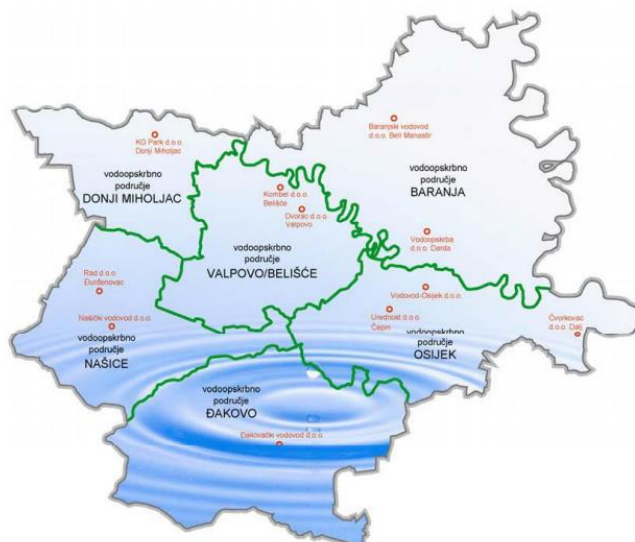 KG Park d.o.o
Donji Miholjac
vodoopskrbno
područje
DONJI MIHOLJAC
Baranjski vodovod
d.o.o. Beli Manastir
vodoopskrbno
područje
BARANJA
Kombel d.o.o.
Belišće
Dvorac d.o.o
Valpovo
vodoopskrbno
područje
VALPOVO/BELIŠĆE
Vodoopskrba
d.o.o. Darda
Rad d.o.o
Đurđenovac
Našički vodovod d.o.o.
vodoopskrbno
područje
NAŠICE
Vodovod-Osijek d.o.o
Urednost d.o.o
Čepin
vodoopskrbno
područje
OSIJEK
Čvorkovac
d.o.o. Dalj
vodoopskrbno
područje
ĐAKOVO
Đakovački vodovod d.o.o